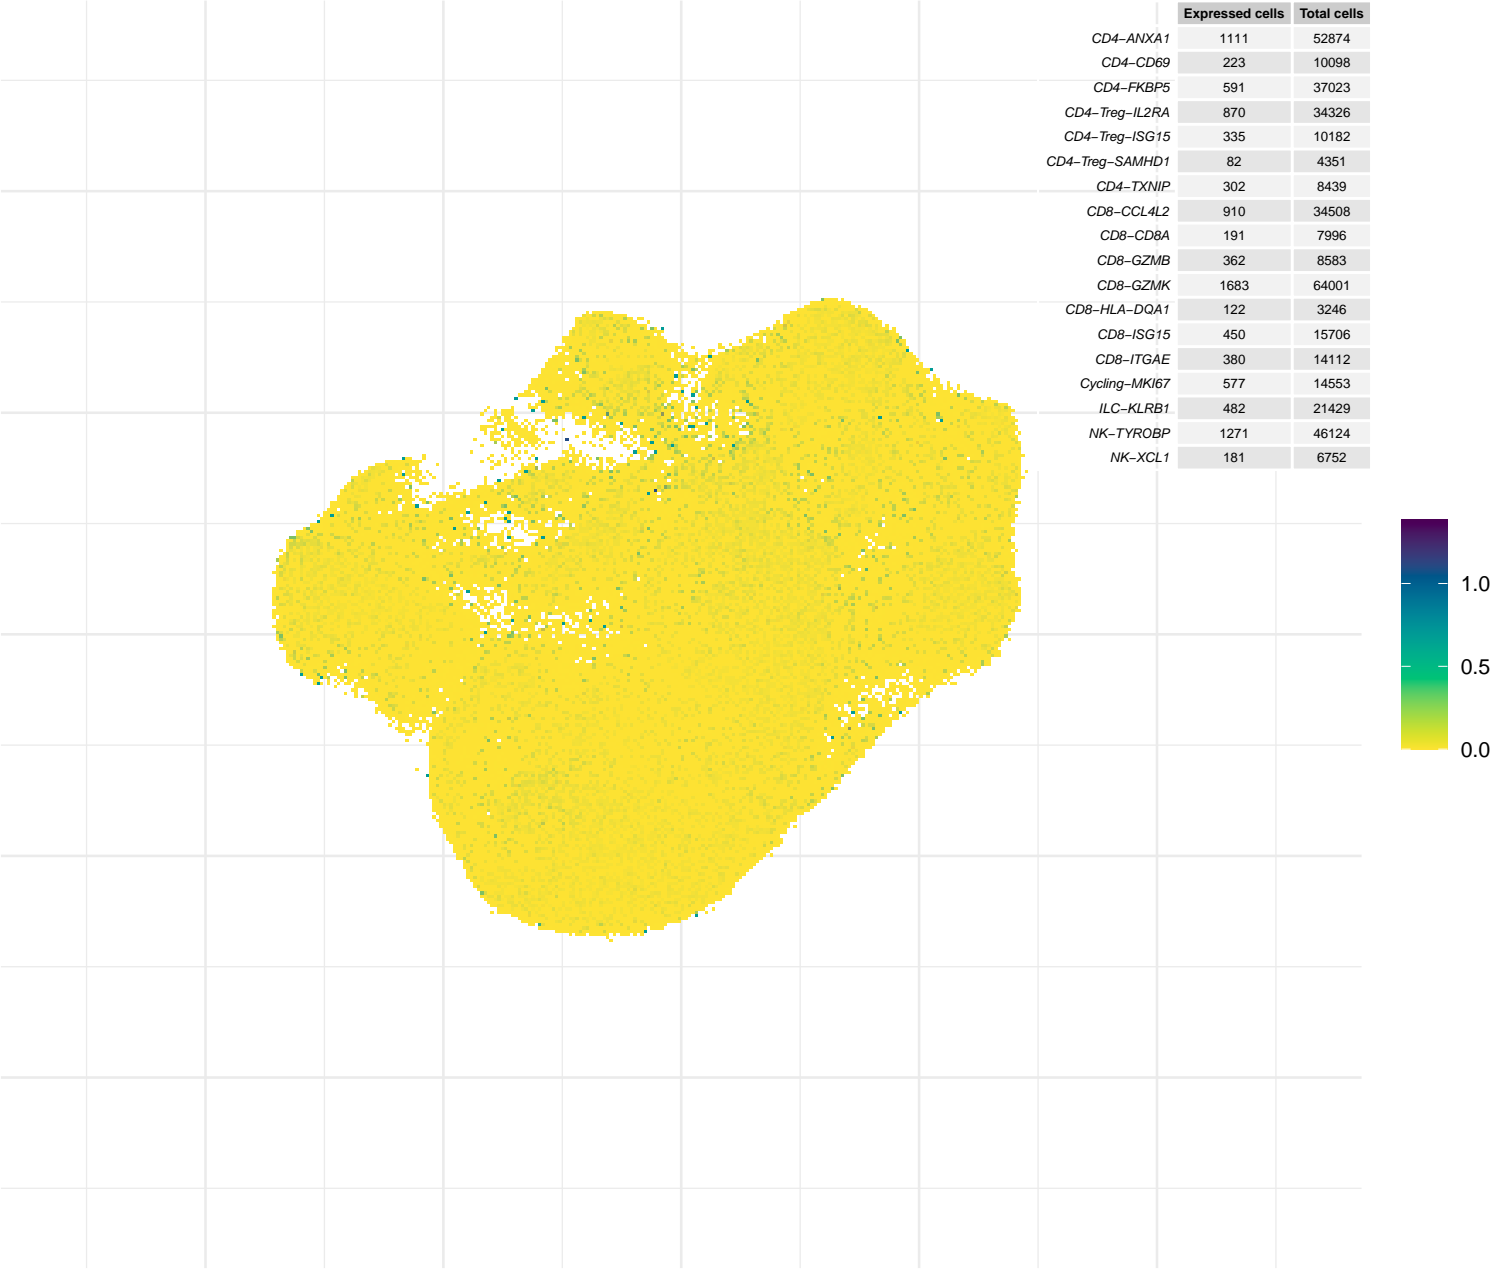 Expressed cells Total cells
CD4−ANXA1 1111 52874
CD4−CD69 223 10098
CD4−FKBP5 591 37023
CD4−Treg−IL2RA 870 34326
CD4−Treg−ISG15 335 10182
CD4−Treg−SAMHD1 82 4351
CD4−TXNIP 302 8439
CD8−CCL4L2 910 34508
CD8−CD8A 191 7996
CD8−GZMB 362 8583
CD8−GZMK 1683 64001
CD8−HLA−DQA1 122 3246
CD8−ISG15 450 15706
CD8−ITGAE 380 14112
Cycling−MKI67 577 14553
ILC−KLRB1 482 21429
NK−TYROBP 1271 46124
NK−XCL1 181 6752
1.0
0.5
0.0